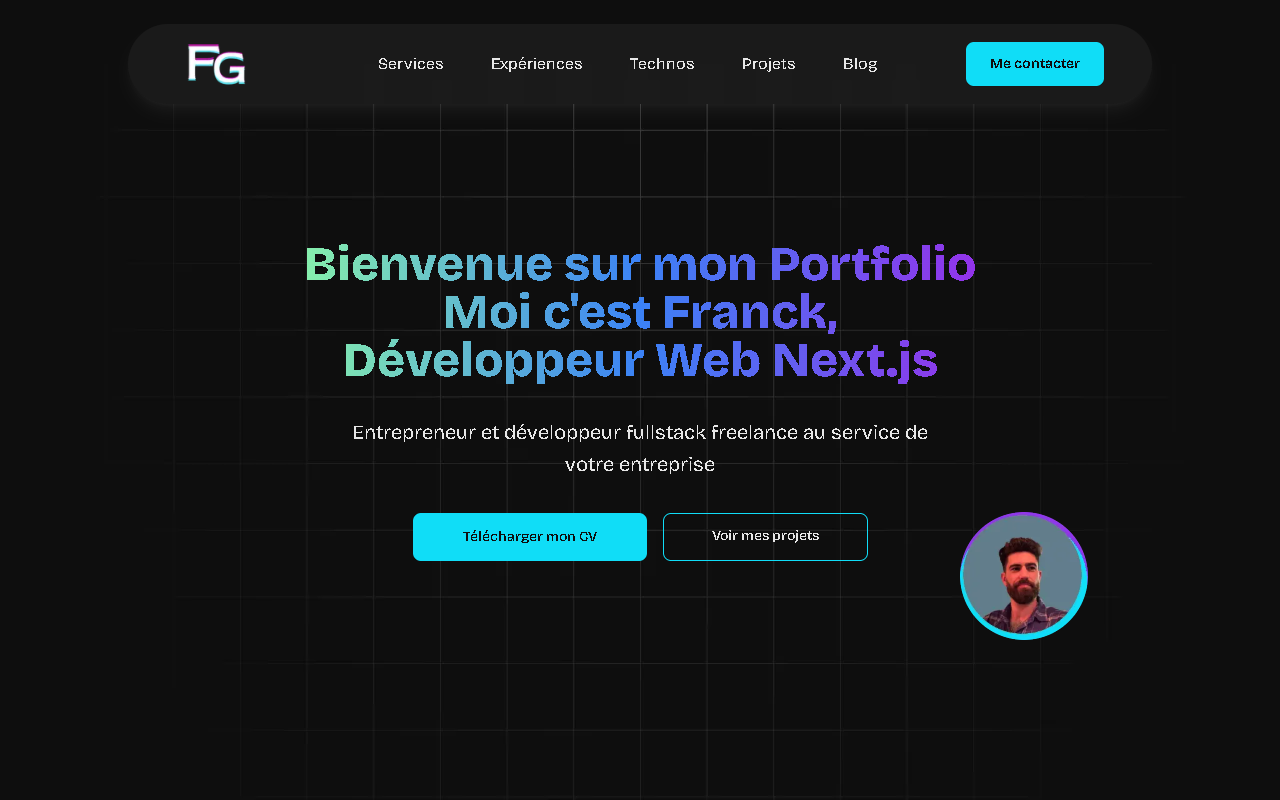 FG
Services
Expériences
Technos
Projets
Blog
Me contacter
Bienvenue sur mon Portfolio
Moi c'est Franck,
Développeur Web Next.js
Entrepreneur et développeur fullstack freelance au service de
votre entreprise
Télécharger mon CV
Voir mes projets